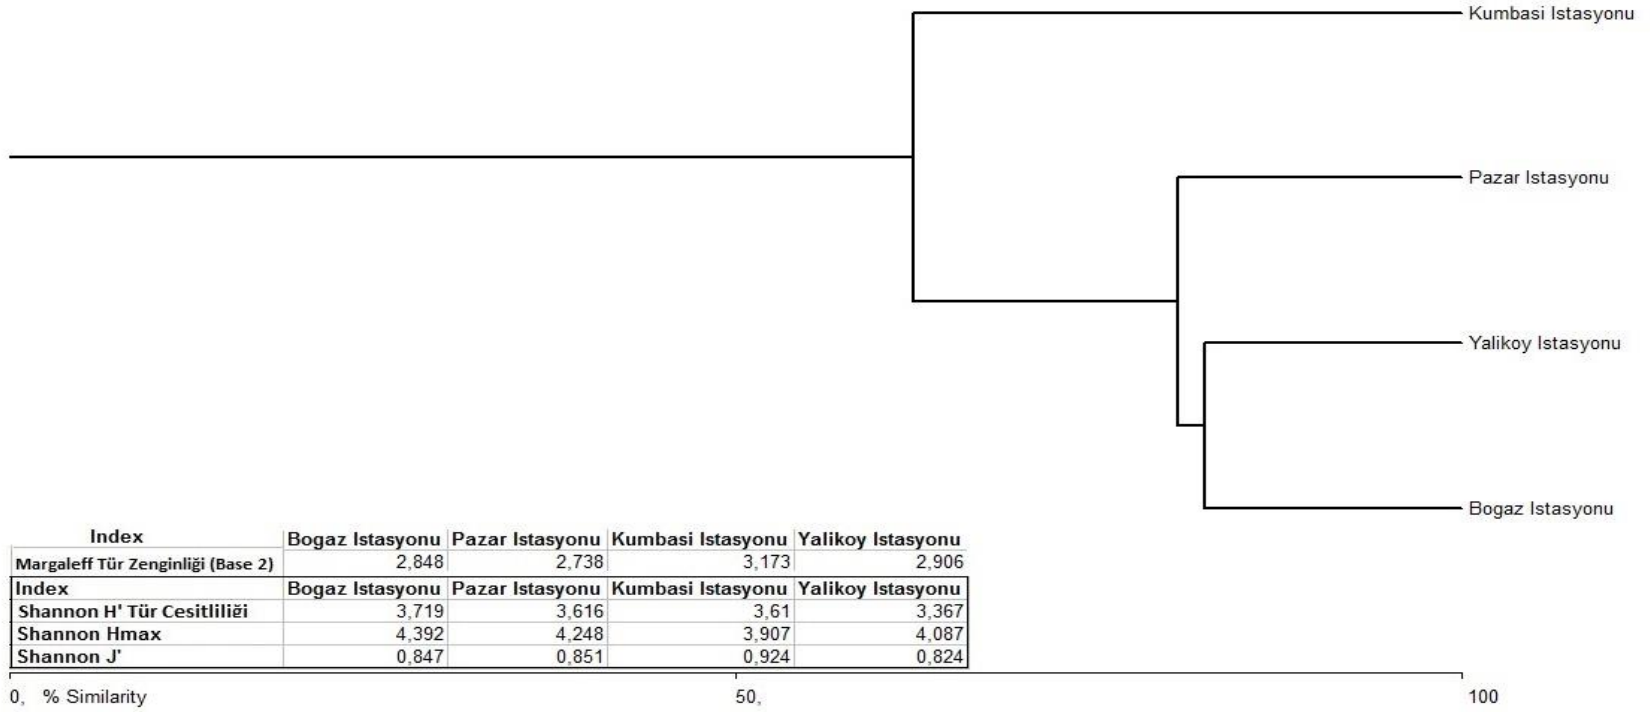 Kumbasi Istasyonu
Pazar Istasyonu
Yalikoy Istasyonu
Bogaz Istasyonu
Index Bogaz Istasyonu Pazar Istasyonu Kumbasi Istasyonu Yalikoy Istasyonu
Margaleff Tür Zenginliği (Base 2) 2,848 2,738 3,173 2,906
Index Bogaz Istasyonu Pazar Istasyonu Kumbasi Istasyonu Yalikoy Istasyonu
Shannon H' Tür Cesitliliği 3,719 3,616 3,61 3,367
Shannon Hmax 4,392 4,248 3,907 4,087
Shannon J' 0,847 0,851 0,924 0,824
0, % Similarity 50, 100